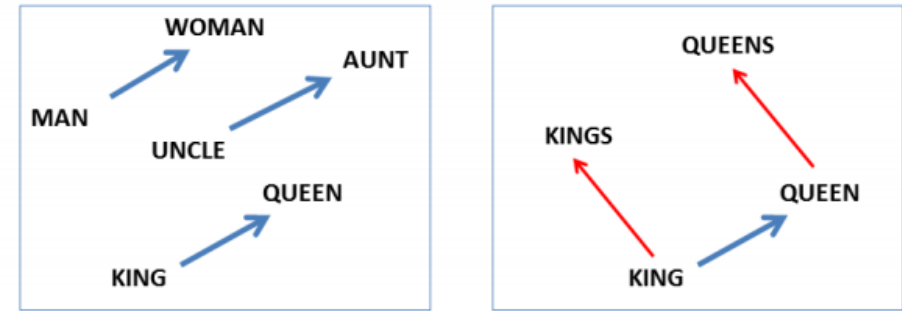 WOMAN
AUNT
MAN
UNCLE
QUEEN
KING
QUEENS
KINGS
QUEEN
KING